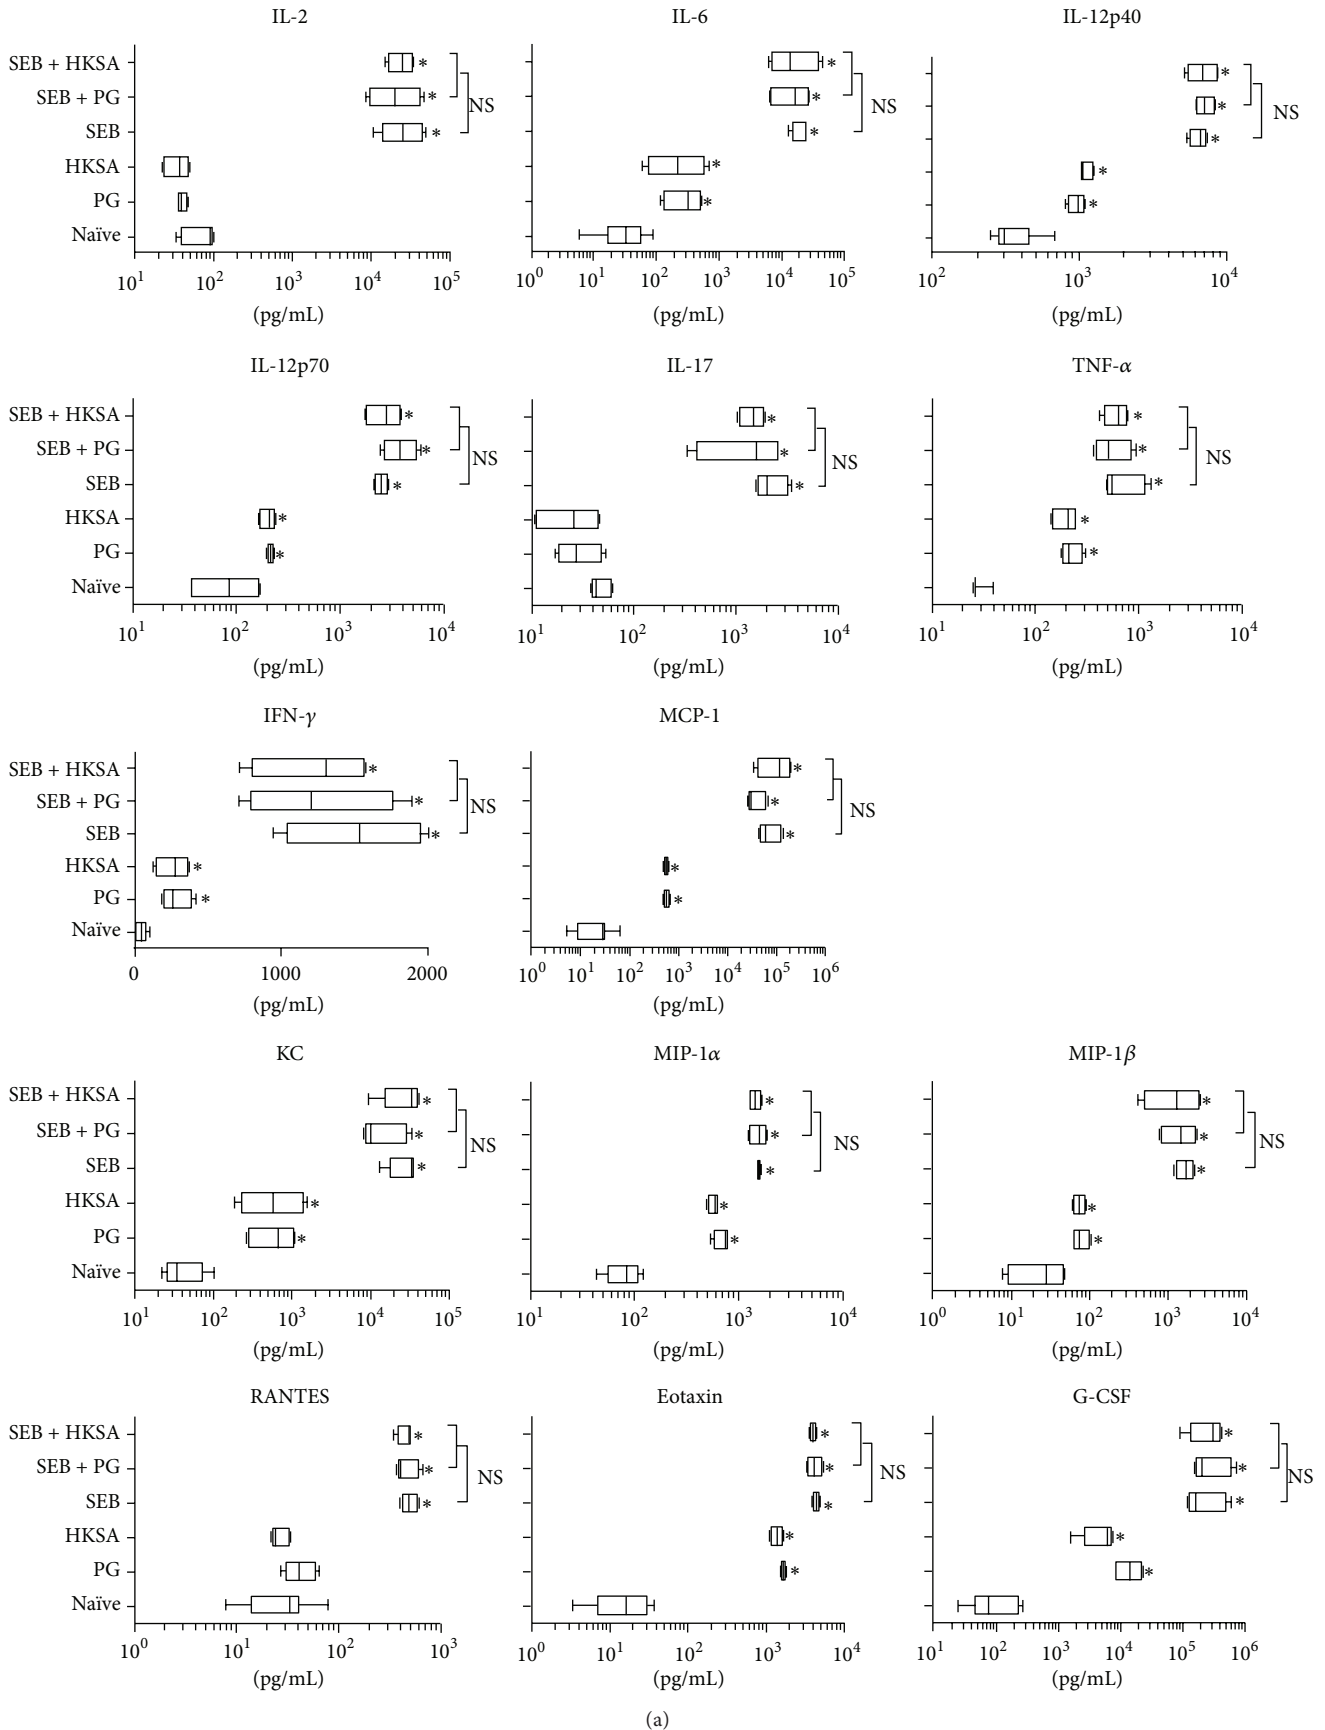 IL-2 IL-6 IL-12p40
SEB + HKSA * * *
SEB + PG * NS * NS * NS
SEB * * *
HKSA * *
PG * *
Naïve
10^1 10^2 10^3 10^4 10^5 10^0 10^1 10^2 10^3 10^4 10^5 10^2 10^3 10^4
(pg/mL) (pg/mL) (pg/mL)
IL-12p70 IL-17 TNF-α
SEB + HKSA * * *
SEB + PG * NS * NS * NS
SEB * * *
HKSA * *
PG * *
Naïve
10^1 10^2 10^3 10^4 10^1 10^2 10^3 10^4 10^1 10^2 10^3 10^4
(pg/mL) (pg/mL) (pg/mL)
IFN-γ MCP-1
SEB + HKSA * *
SEB + PG * NS * NS
SEB * *
HKSA * *
PG * *
Naïve
0 1000 2000 10^0 10^1 10^2 10^3 10^4 10^5 10^6
(pg/mL) (pg/mL)
KC MIP-1α MIP-1β
SEB + HKSA * * *
SEB + PG * NS * NS * NS
SEB * * *
HKSA * * *
PG * * *
Naïve
10^1 10^2 10^3 10^4 10^5 10^1 10^2 10^3 10^4 10^0 10^1 10^2 10^3 10^4
(pg/mL) (pg/mL) (pg/mL)
RANTES Eotaxin G-CSF
SEB + HKSA * * *
SEB + PG * NS * NS * NS
SEB * * *
HKSA * *
PG * *
Naïve
10^0 10^1 10^2 10^3 10^0 10^1 10^2 10^3 10^4 10^1 10^2 10^3 10^4 10^5 10^6
(pg/mL) (pg/mL) (pg/mL)
(a)